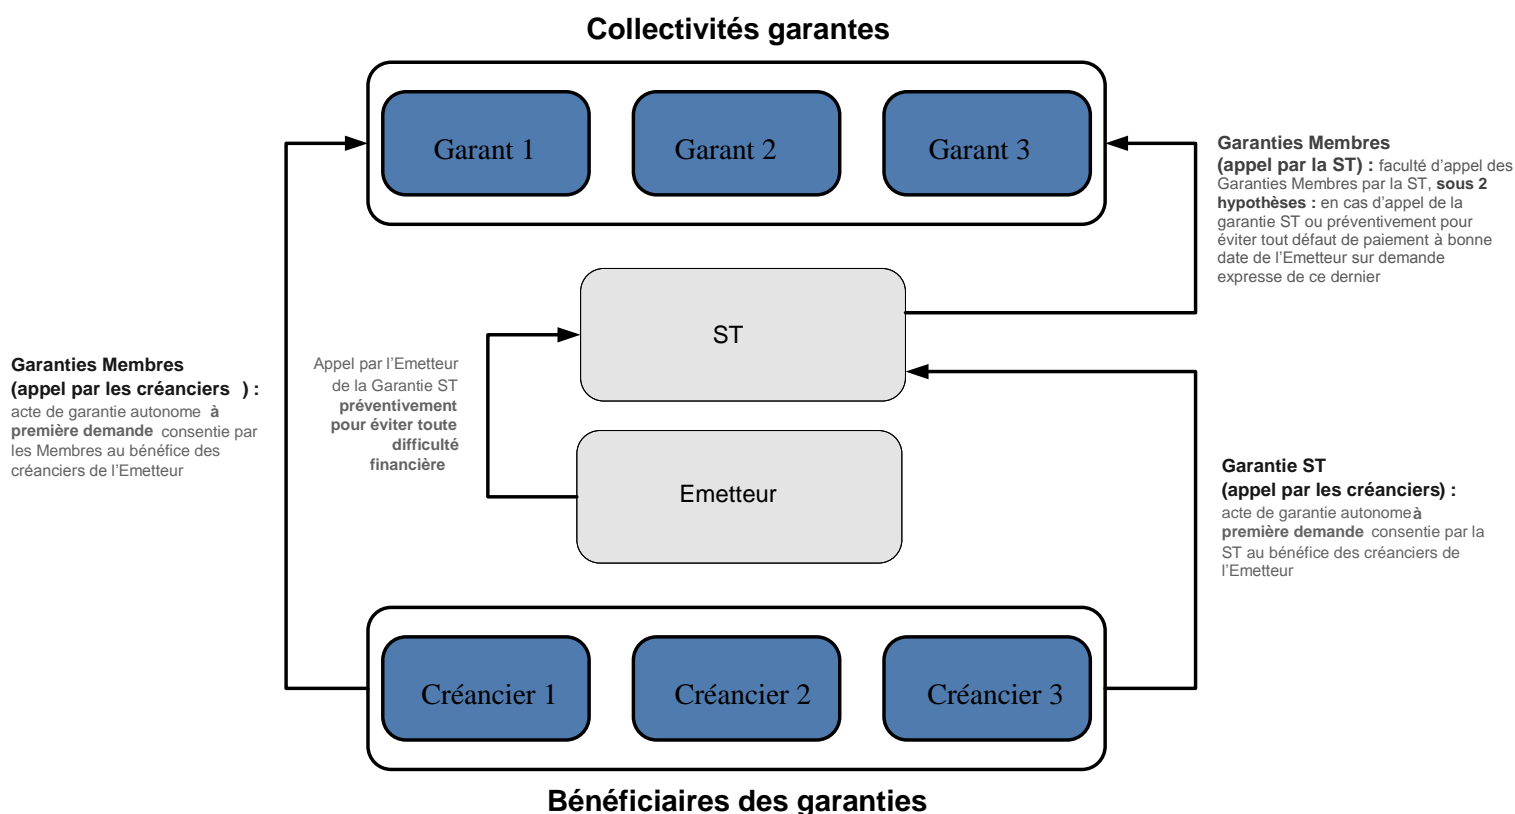 Collectivités garantes
Garant 1
Garant 2
Garant 3
Garanties Membres
(appel par la ST) : faculté d’appel des
Garanties Membres par la ST, sous 2
hypothèses : en cas d’appel de la
garantie ST ou préventivement pour
éviter tout défaut de paiement à bonne
date de l’Emetteur sur demande
expresse de ce dernier
ST
Garanties Membres
(appel par les créanciers ) :
acte de garantie autonome à
première demande consentie par
les Membres au bénéfice des
créanciers de l’Emetteur
Appel par l’Emetteur
de la Garantie ST
préventivement
pour éviter toute
difficulté
financière
Emetteur
Garantie ST
(appel par les créanciers) :
acte de garantie autonome à
première demande consentie par la
ST au bénéfice des créanciers de
l’Emetteur
Créancier 1
Créancier 2
Créancier 3
Bénéficiaires des garanties